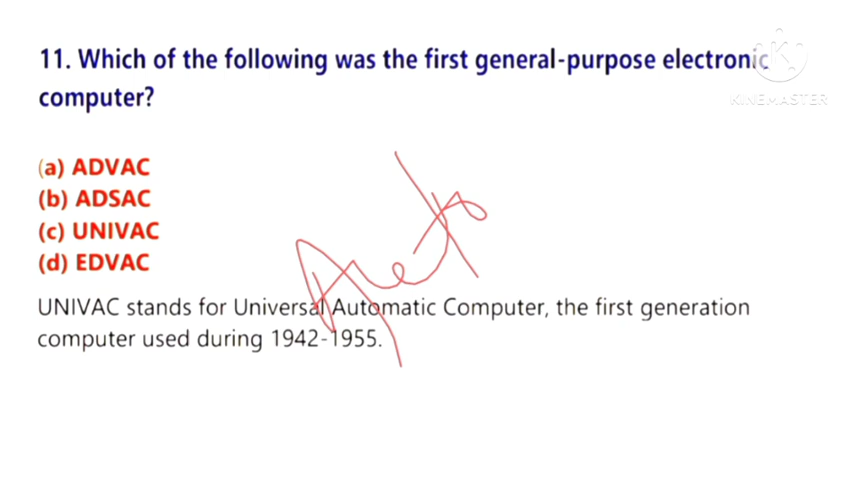 11. Which of the following was the first general-purpose electronic
KINEMASTER
computer?
(a) ADVAC
(b) ADSAC
(c) UNIVAC
(d) EDVAC
UNIVAC stands for Universal Automatic Computer, the first generation
computer used during 1942-1955.